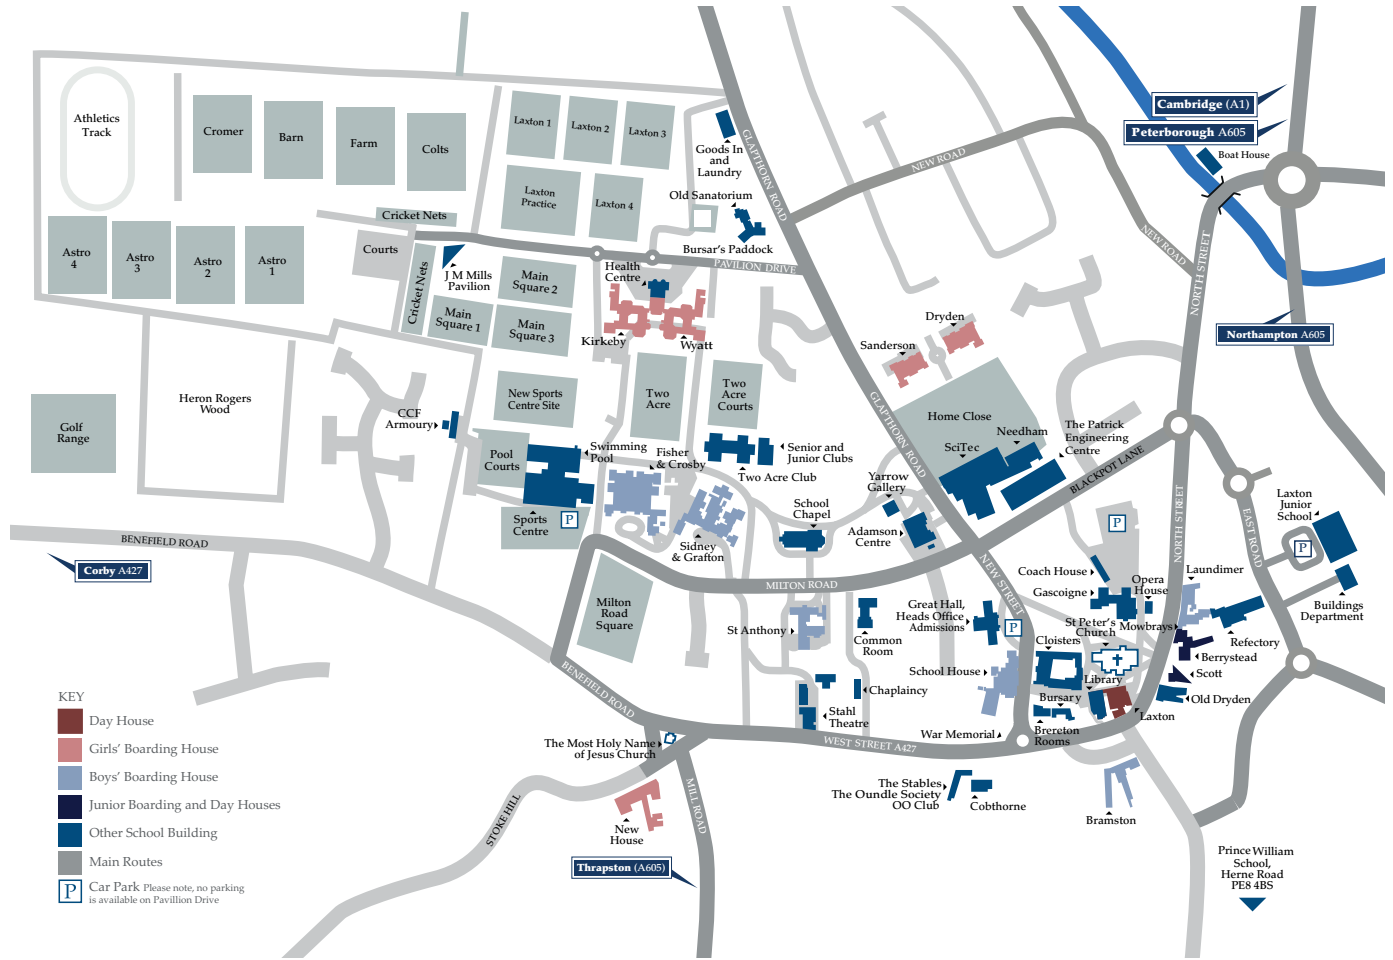 Athletics
Track
Cromer
Barn
Farm
Colts
Laxton 1
Laxton 2
Laxton 3
Goods In
and
Laundry
GLAPTHORN ROAD
NEW ROAD
Cambridge (A1)
Peterborough A605
Boat House
Laxton
Practice
Laxton 4
Old Sanatorium
Bursar's Paddock
Cricket Nets
Courts
Cricket Nets
Astro
4
Astro
3
Astro
2
Astro
1
J M Mills
Pavilion
Main
Square 2
Main
Square 1
Main
Square 3
Health
Centre
PAVILION DRIVE
Kirkeby
Wyatt
NEW ROAD
NORTH STREET
Northampton A605
Dryden
Sanderson
Golf
Range
Heron Rogers
Wood
CCF
Armoury
New Sports
Centre Site
Two
Acre
Two
Acre
Courts
GLAPTHORN ROAD
Home Close
Needham
SciTec
The Patrick
Engineering
Centre
BLACKPOT LANE
Pool
Courts
Swimming
Pool
Fisher
& Crosby
Senior and
Junior Clubs
Two Acre Club
Yarrow
Gallery
School
Chapel
Adamson
Centre
Sports
Centre
P
Sidney
& Grafton
P
NORTH STREET
EAST ROAD
Laxton
Junior
School
P
Buildings
Department
BENEFIELD ROAD
Corby A427
MILTON ROAD
NEW STREET
Milton
Road
Square
St Anthony
Common
Room
Great Hall,
Heads Office
Admissions
P
Coach House
Gascoigne
Opera
House
Laundimer
St Peter's
Church
Mowbrays
Cloisters
Refectory
Berrystead
Scott
Old Dryden
School House
Library
Bursary
Laxton
Chaplaincy
Stahl
Theatre
War Memorial
Brereton
Rooms
BENEFIELD ROAD
WEST STREET A427
The Most Holy Name
of Jesus Church
The Stables
The Oundle Society
OO Club
Cobthorne
Bramston
STOKE HILL
New
House
MILL ROAD
Thrapston (A605)
Prince William
School,
Herne Road
PE8 4BS
KEY
Day House
Girls' Boarding House
Boys' Boarding House
Junior Boarding and Day Houses
Other School Building
Main Routes
P
Car Park Please note, no parking
is available on Pavillion Drive